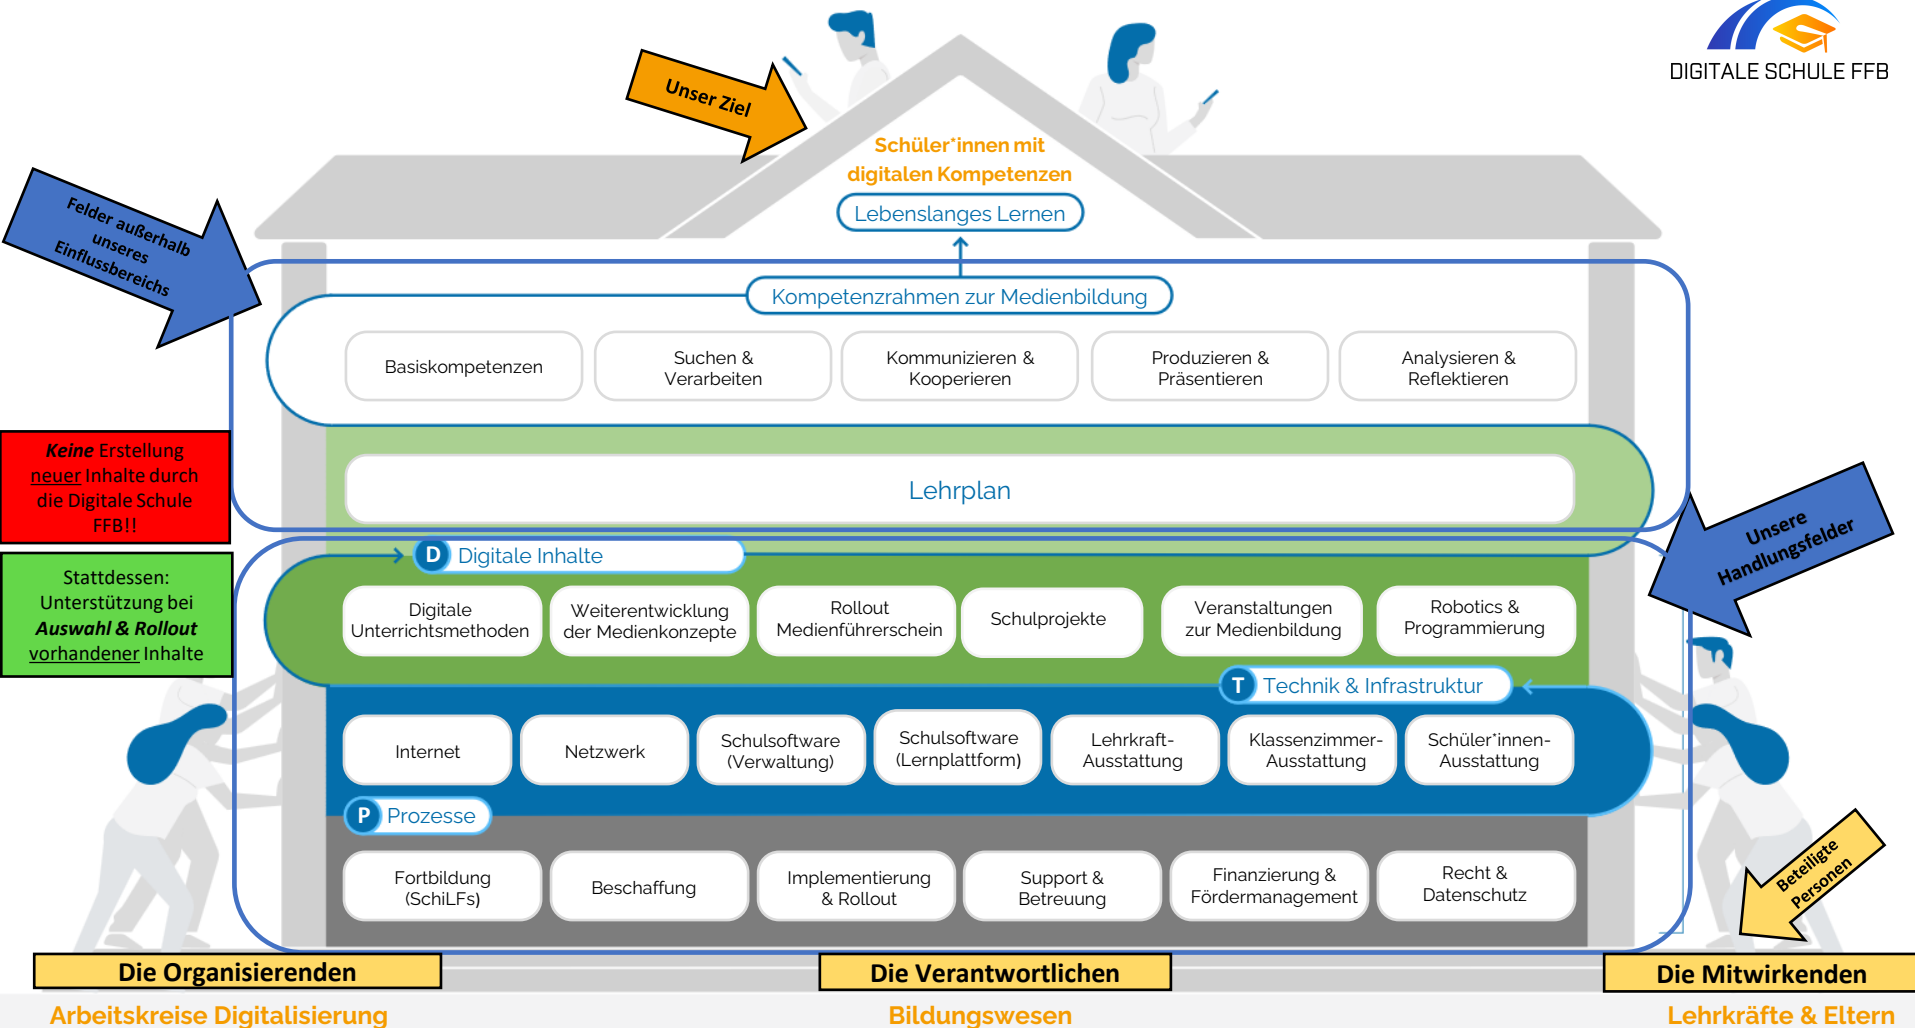 DIGITALE SCHULE FFB
Unser Ziel
Schüler*innen mit
digitalen Kompetenzen
Lebenslanges Lernen
Felder außerhalb
unseres
Einflussbereichs
Kompetenzrahmen zur Medienbildung
Basiskompetenzen
Suchen &
Verarbeiten
Kommunizieren &
Kooperieren
Produzieren &
Präsentieren
Analysieren &
Reflektieren
Keine Erstellung
neuer Inhalte durch
die Digitale Schule
FFB!!
Lehrplan
Unsere
Handlungsfelder
Stattdessen:
Unterstützung bei
Auswahl & Rollout
vorhandener Inhalte
D Digitale Inhalte
Digitale
Unterrichtsmethoden
Weiterentwicklung
der Medienkonzepte
Rollout
Medienführerschein
Schulprojekte
Veranstaltungen
zur Medienbildung
Robotics &
Programmierung
T Technik & Infrastruktur
Internet
Netzwerk
Schulsoftware
(Verwaltung)
Schulsoftware
(Lernplattform)
Lehrkraft-
Ausstattung
Klassenzimmer-
Ausstattung
Schüler*innen-
Ausstattung
P Prozesse
Fortbildung
(SchiLFs)
Beschaffung
Implementierung
& Rollout
Support &
Betreuung
Finanzierung &
Fördermanagement
Recht &
Datenschutz
Beteiligte
Personen
Die Organisierenden
Die Verantwortlichen
Die Mitwirkenden
Arbeitskreise Digitalisierung
Bildungswesen
Lehrkräfte & Eltern